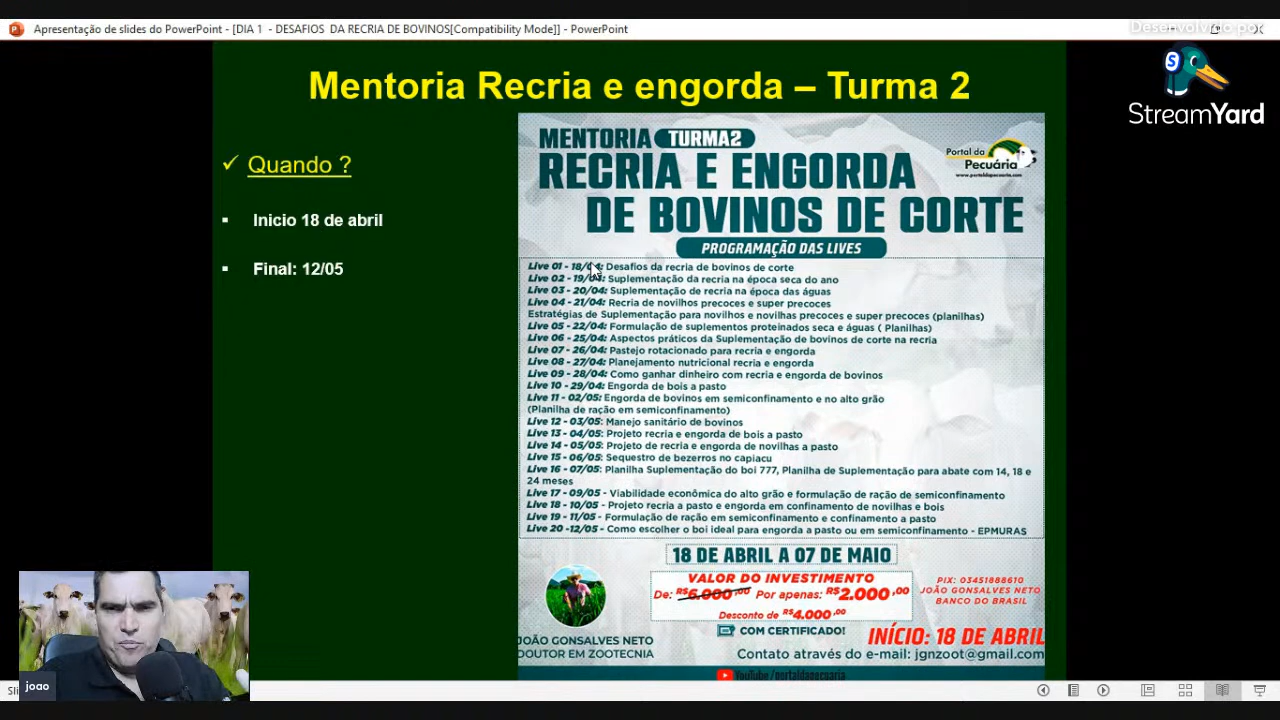 Apresentação de slides do PowerPoint - [DIA 1 - DESAFIOS DA RECRIA DE BOVINOS[Compatibility Mode]] - PowerPoint
Desenvolvido por
StreamYard
Mentoria Recria e engorda – Turma 2
✓ Quando ?
▪ Inicio 18 de abril
▪ Final: 12/05
MENTORIA TURMA2
RECRIA E ENGORDA
DE BOVINOS DE CORTE
Portal da
Pecuária
www.portaldapecuaria.com
PROGRAMAÇÃO DAS LIVES
Live 01 - 18/04: Desafios da recria de bovinos de corte
Live 02 - 19/04: Suplementação da recria na época seca do ano
Live 03 - 20/04: Suplementação de recria na época das águas
Live 04 - 21/04: Recria de novilhos precoces e super precoces
Estratégias de Suplementação para novilhos e novilhas precoces e super precoces (planilhas)
Live 05 - 22/04: Formulação de suplementos proteinados seca e águas ( Planilhas)
Live 06 - 25/04: Aspectos práticos da Suplementação de bovinos de corte na recria
Live 07 - 26/04: Pastejo rotacionado para recria e engorda
Live 08 - 27/04: Planejamento nutricional recria e engorda
Live 09 - 28/04: Como ganhar dinheiro com recria e engorda de bovinos
Live 10 - 29/04: Engorda de bois a pasto
Live 11 - 02/05: Engorda de bovinos em semiconfinamento e no alto grão
(Planilha de ração em semiconfinamento)
Live 12 - 03/05: Manejo sanitário de bovinos
Live 13 - 04/05: Projeto recria e engorda de bois a pasto
Live 14 - 05/05: Projeto de recria e engorda de novilhas a pasto
Live 15 - 06/05: Sequestro de bezerros no capiacu
Live 16 - 07/05: Planilha Suplementação do boi 777, Planilha de Suplementação para abate com 14, 18 e
24 meses
Live 17 - 09/05 - Viabilidade econômica do alto grão e formulação de ração de semiconfinamento
Live 18 - 10/05 - Projeto recria a pasto e engorda em confinamento de novilhas e bois
Live 19 - 11/05 - Formulação de ração em semiconfinamento e confinamento a pasto
Live 20 -12/05 - Como escolher o boi ideal para engorda a pasto ou em semiconfinamento - EPMURAS
18 DE ABRIL A 07 DE MAIO
VALOR DO INVESTIMENTO
De: R$6.000,00 Por apenas: R$2.000,00
Desconto de R$4.000,00
PIX: 03451888610
JOÃO GONSALVES NETO
BANCO DO BRASIL
COM CERTIFICADO!
INÍCIO: 18 DE ABRIL
JOÃO GONSALVES NETO
DOUTOR EM ZOOTECNIA
Contato através do e-mail: jgnzoot@gmail.com
YouTube/portaldapecuaria
joao
Sli